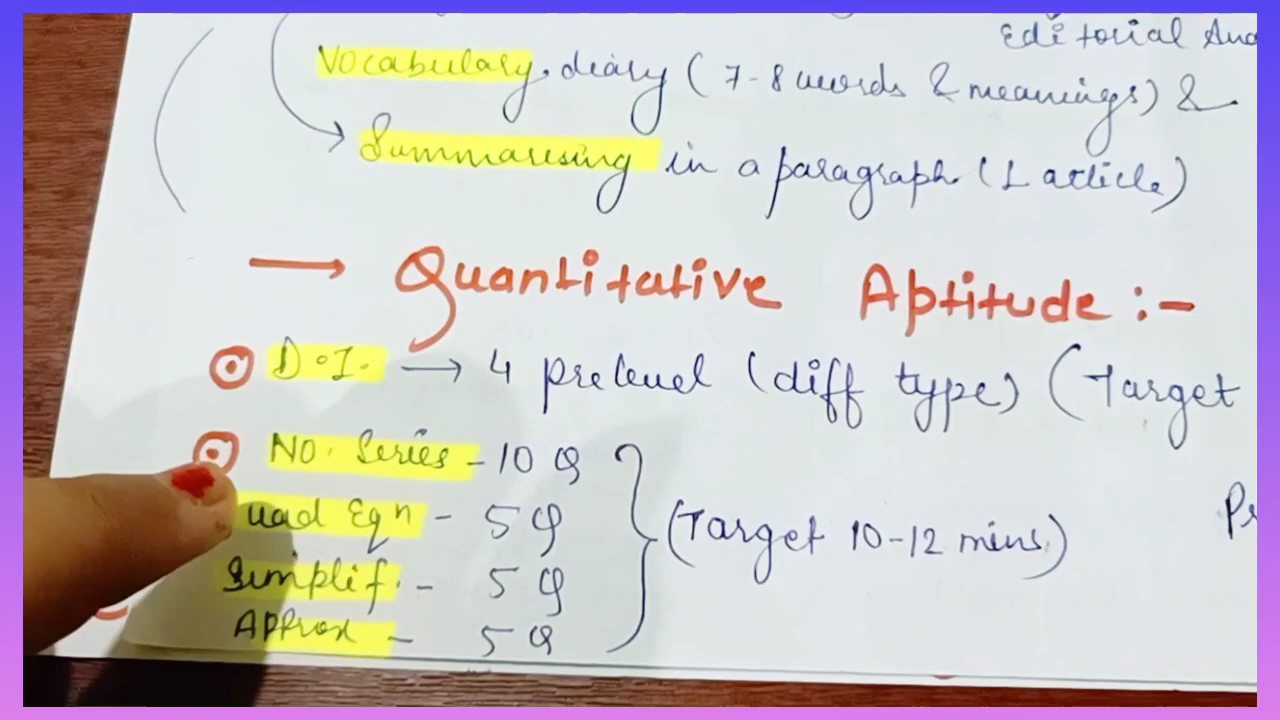 Editorial Ana
Vocabulary diary (7-8 words & meanings) &
→ Summarising in a paragraph (1 article)
→ Quantitative Aptitude :-
D.I. → 4 prelevel (diff type) (Target
No. Series - 10 Q
uad Eqn - 5 Q
Simplif. - 5 Q (Target 10-12 mins)
Approx - 5 Q